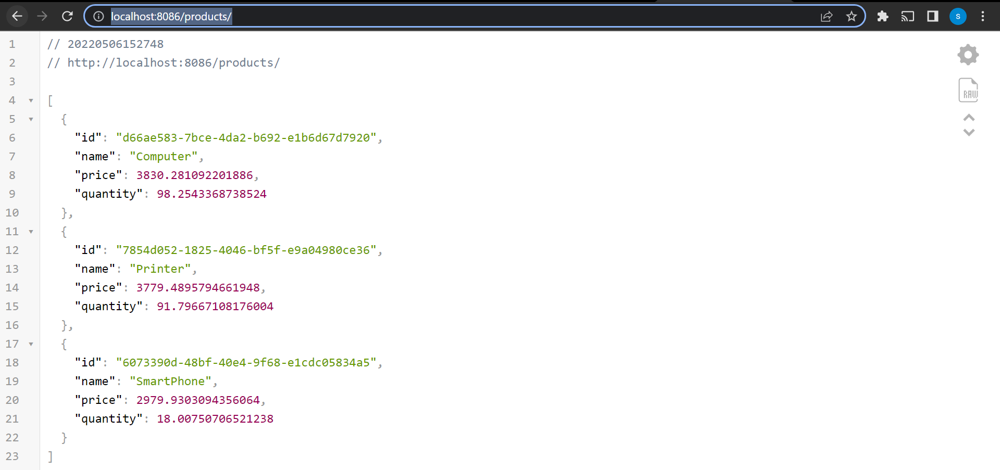 localhost:8086/products/
S
1 // 20220506152748
2 // http://localhost:8086/products/
3
4 [
5 {
6 "id": "d66ae583-7bce-4da2-b692-e1b6d67d7920",
7 "name": "Computer",
8 "price": 3830.281092201886,
9 "quantity": 98.2543368738524
10 },
11 {
12 "id": "7854d052-1825-4046-bf5f-e9a04980ce36",
13 "name": "Printer",
14 "price": 3779.4895794661948,
15 "quantity": 91.79667108176004
16 },
17 {
18 "id": "6073390d-48bf-40e4-9f68-e1cdc05834a5",
19 "name": "SmartPhone",
20 "price": 2979.9303094356064,
21 "quantity": 18.00750706521238
22 }
23 ]
RAW